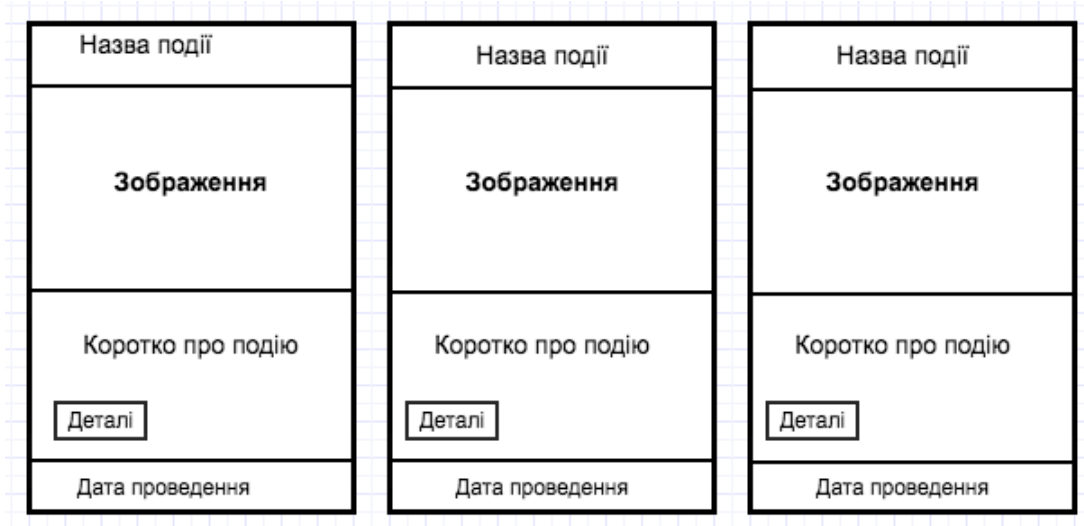 Назва події
Зображення
Коротко про подію
Деталі
Дата проведення
Назва події
Зображення
Коротко про подію
Деталі
Дата проведення
Назва події
Зображення
Коротко про подію
Деталі
Дата проведення